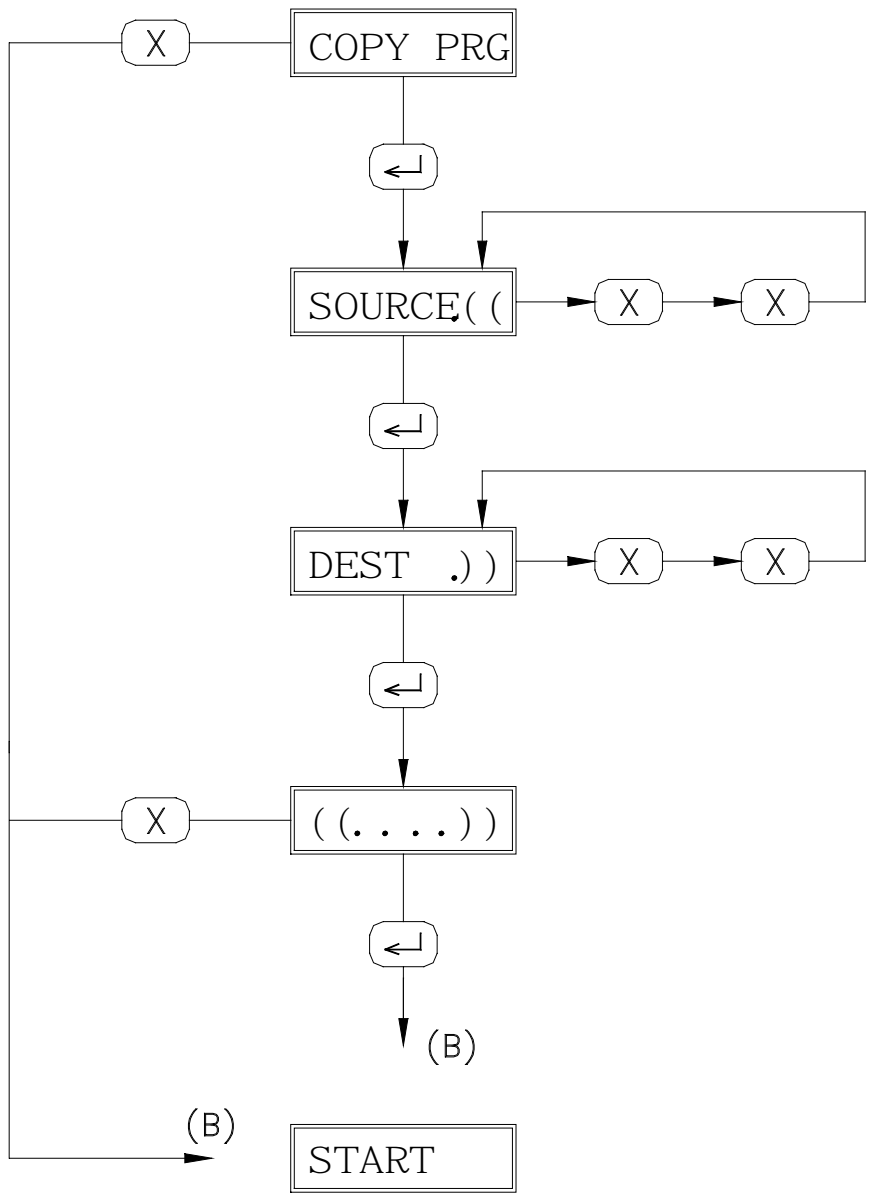 X COPY PRG
SOURCE.(( X X
DEST .)) X X
X ((....))
(B)
(B)
START